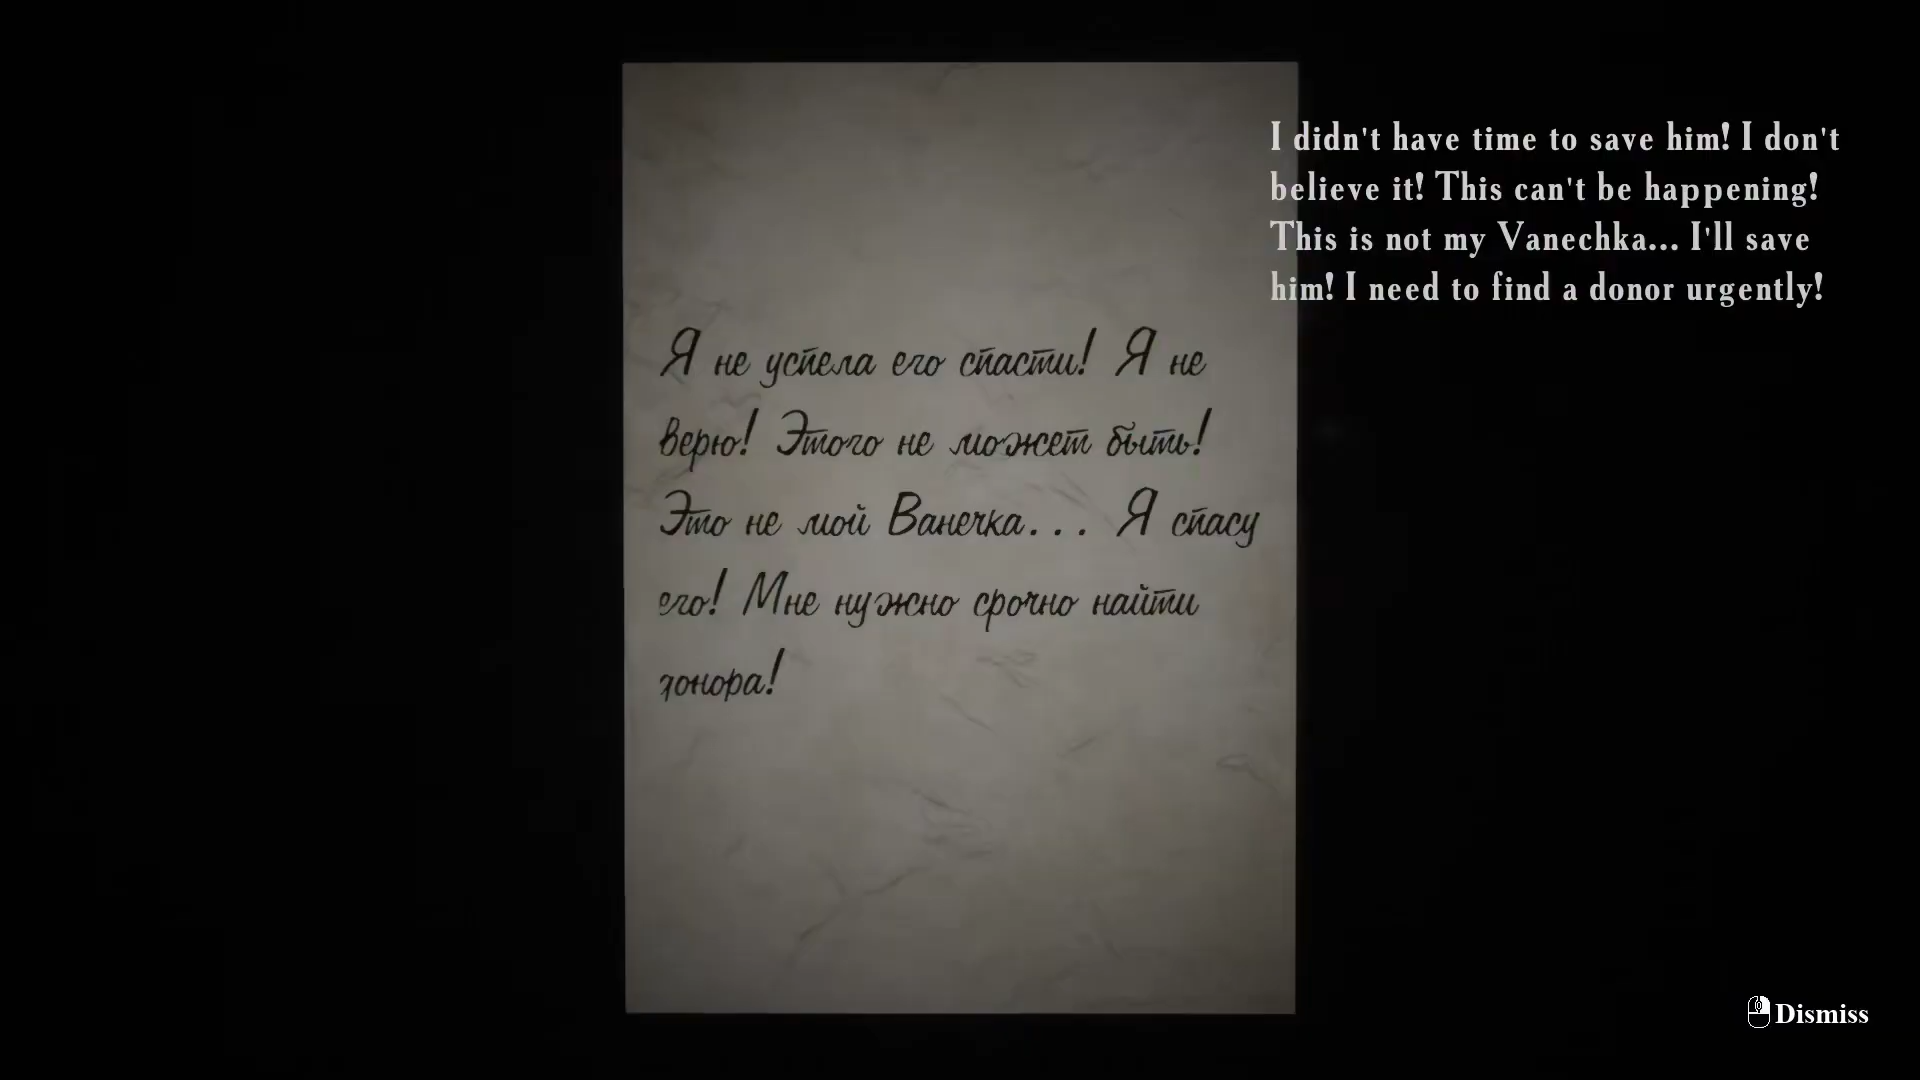 I didn't have time to save him! I don't
believe it! This can't be happening!
This is not my Vanechka... I'll save
him! I need to find a donor urgently!
Я не успела его спасти! Я не
верю! Этого не может быть!
Это не мой Ванечка... Я спасу
его! Мне нужно срочно найти
донора!
Dismiss